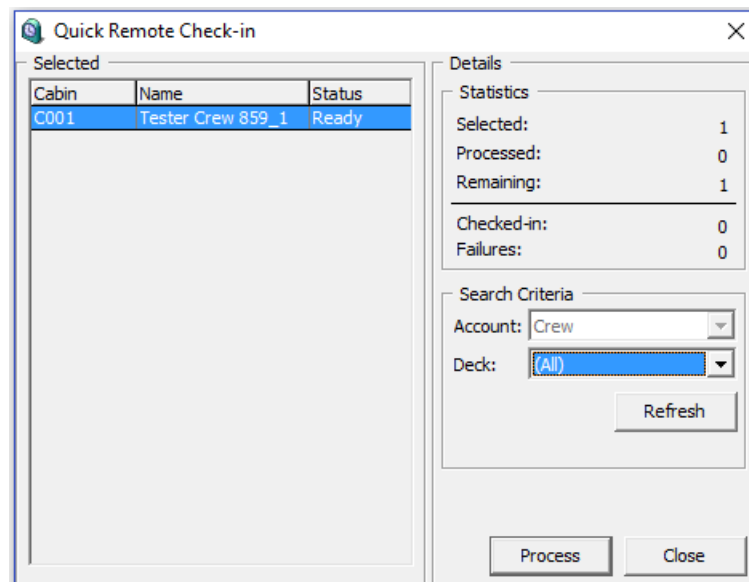 Quick Remote Check-in
Selected
Cabin Name Status
C001 Tester Crew 859_1 Ready
Details
Statistics
Selected: 1
Processed: 0
Remaining: 1
Checked-in: 0
Failures: 0
Search Criteria
Account: Crew
Deck: (All)
Refresh
Process Close